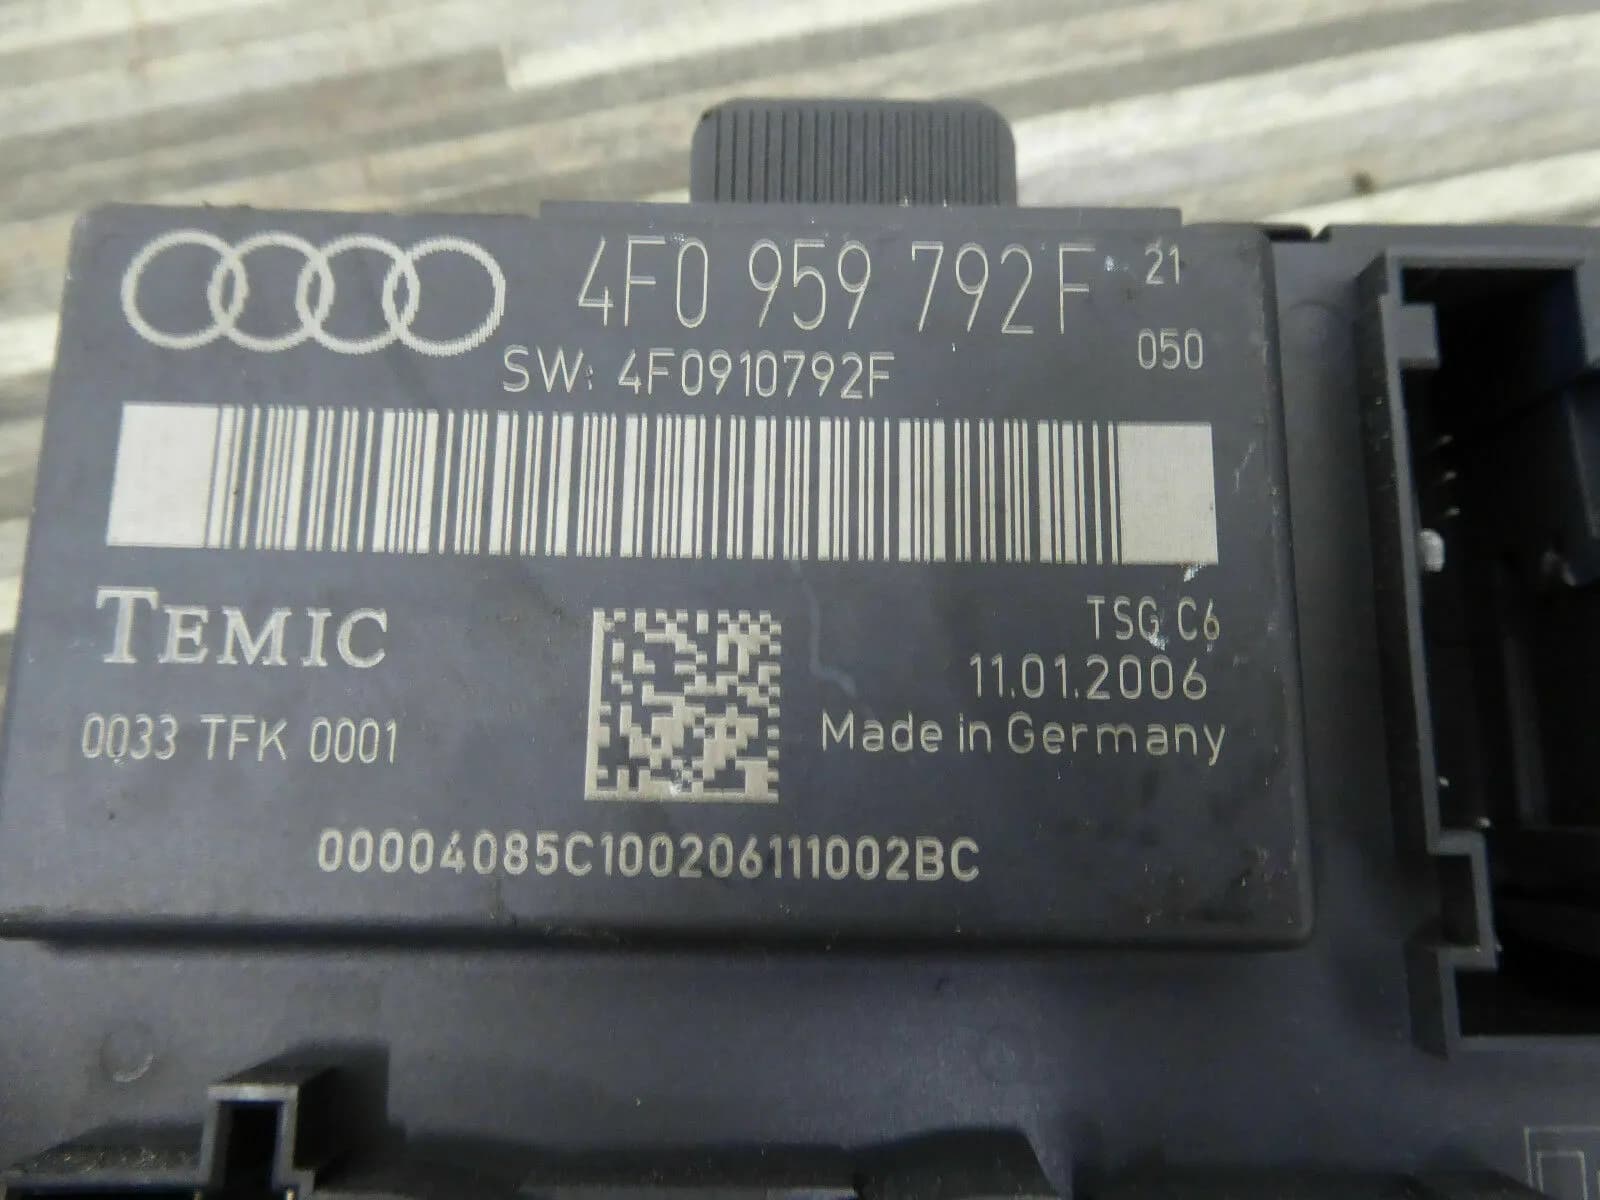 4F0 959 792F 21
050
SW: 4F0910792F
TEMIC
TSG C6
11.01.2006
0033 TFK 0001
Made in Germany
00004085C100206111002BC